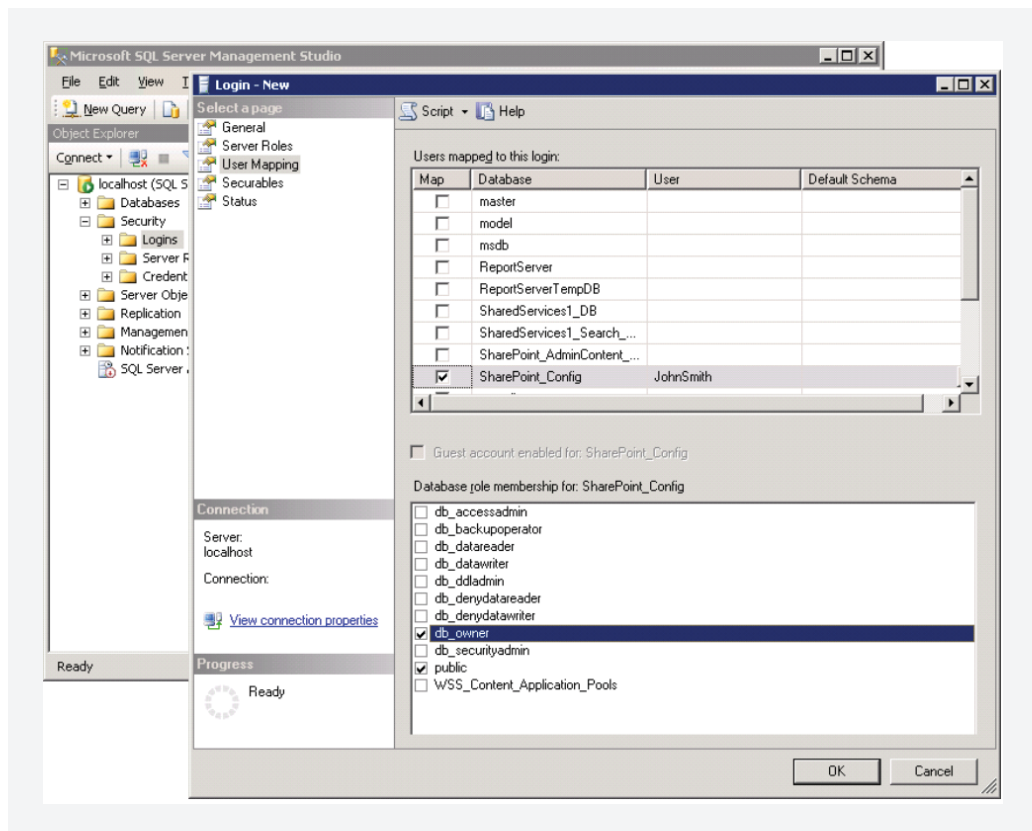 Microsoft SQL Server Management Studio
File Edit View
Login - New
New Query
Select a page
Script
Help
Object Explorer
General
Server Roles
User Mapping
Securables
Status
Connect
Users mapped to this login:
localhost (SQL S
Databases
Security
Logins
Server R
Credent
Server Obje
Replication
Managemen
Notification
SQL Server
Map Database User Default Schema
master
model
msdb
ReportServer
ReportServerTempDB
SharedServices1_DB
SharedServices1_Search_...
SharePoint_AdminContent_...
SharePoint_Config JohnSmith
Guest account enabled for: SharePoint_Config
Database role membership for: SharePoint_Config
db_accessadmin
db_backupoperator
db_datareader
db_datawriter
db_ddladmin
db_denydatareader
db_denydatawriter
db_owner
db_securityadmin
public
WSS_Content_Application_Pools
Connection
Server:
localhost
Connection:
View connection properties
Progress
Ready
Ready
OK Cancel